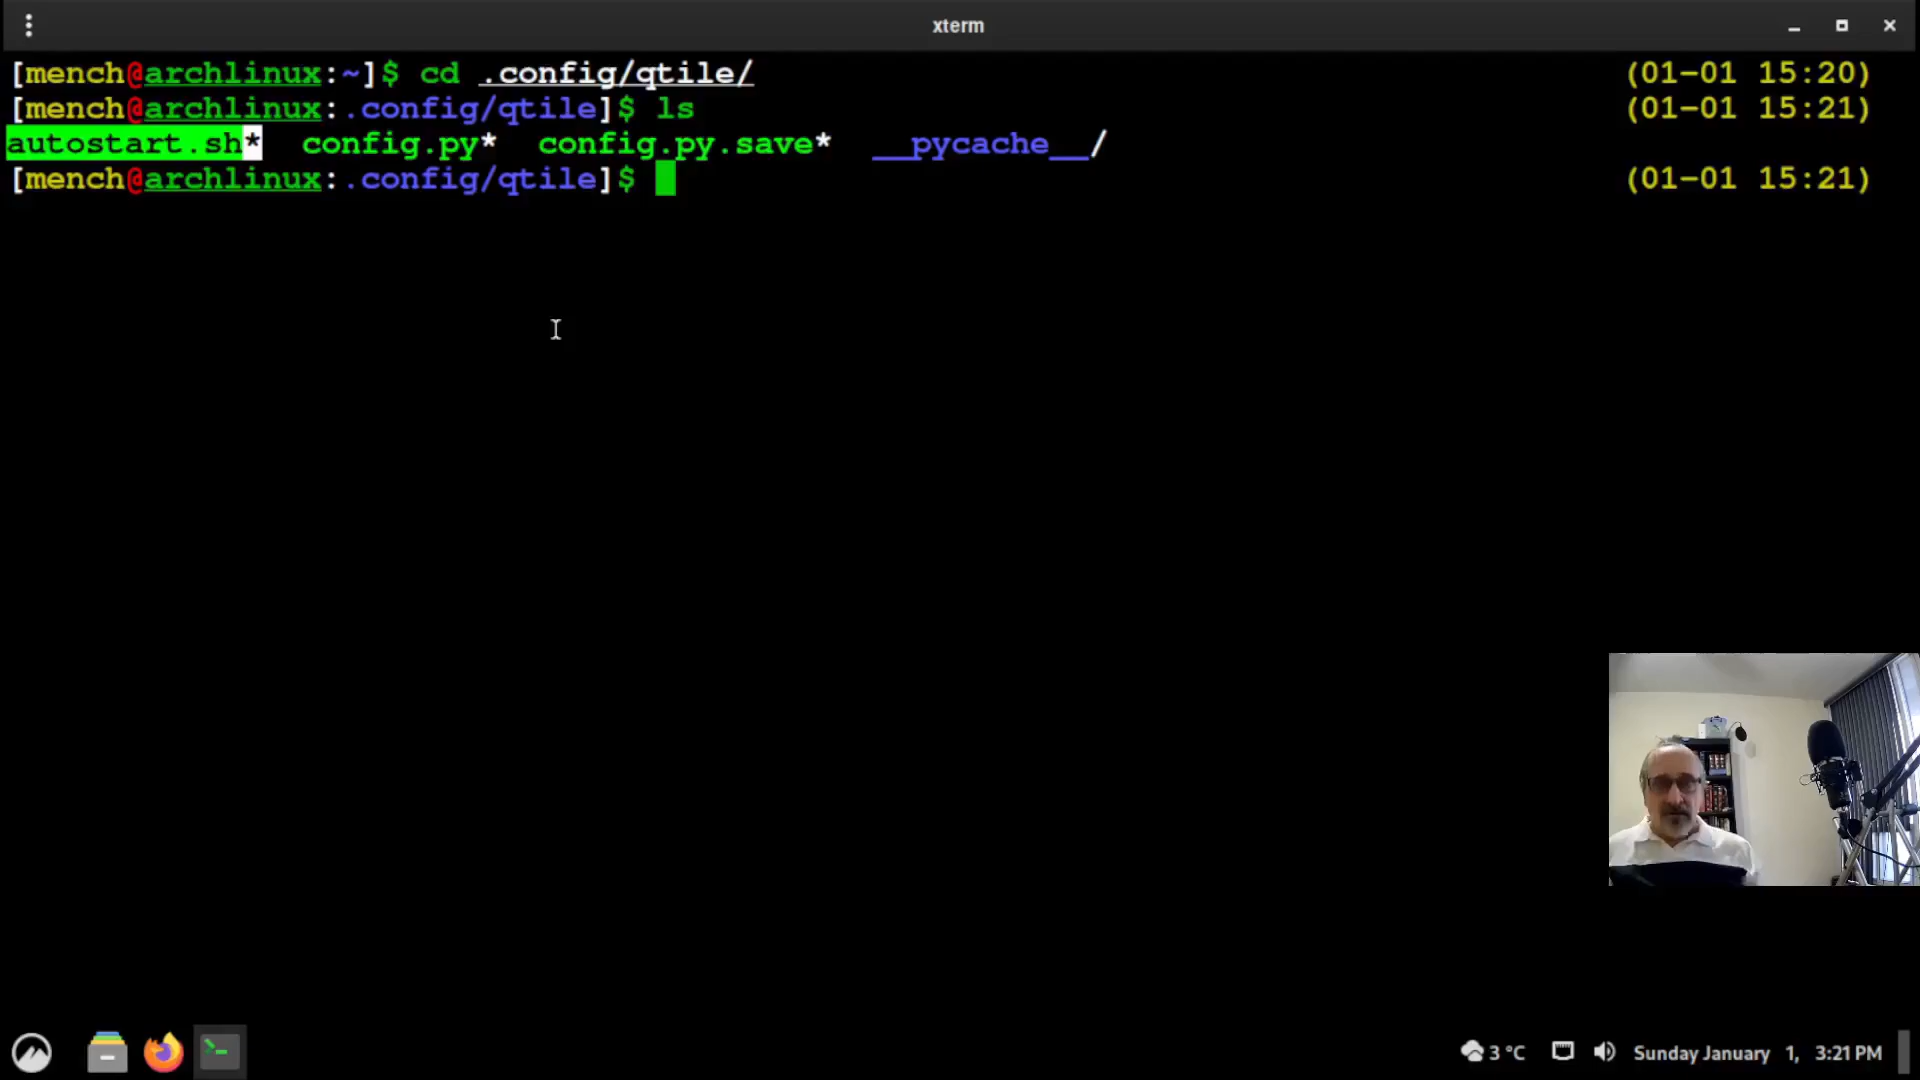 xterm
[mench@archlinux:~]$ cd .config/qtile/ (01-01 15:20)
[mench@archlinux:.config/qtile]$ ls (01-01 15:21)
autostart.sh* config.py* config.py.save* __pycache__/
[mench@archlinux:.config/qtile]$ (01-01 15:21)
3 °C Sunday January 1, 3:21 PM